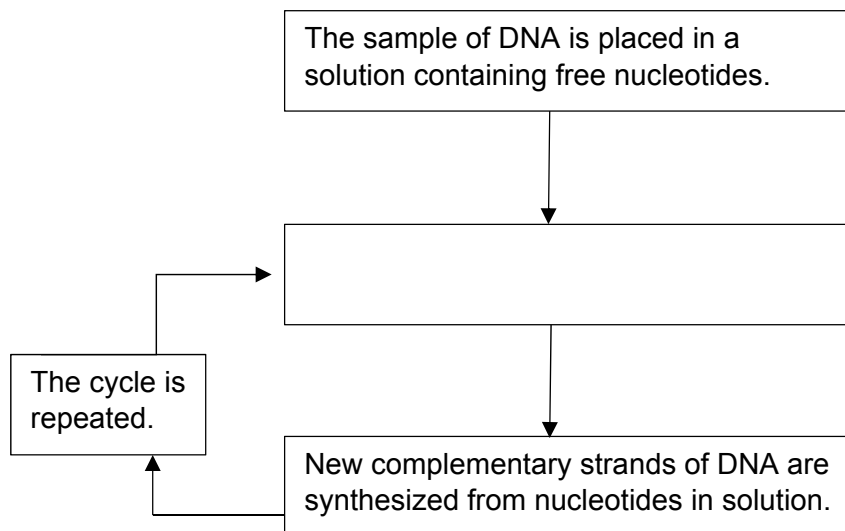 The sample of DNA is placed in a
solution containing free nucleotides.
The cycle is
repeated.
New complementary strands of DNA are
synthesized from nucleotides in solution.